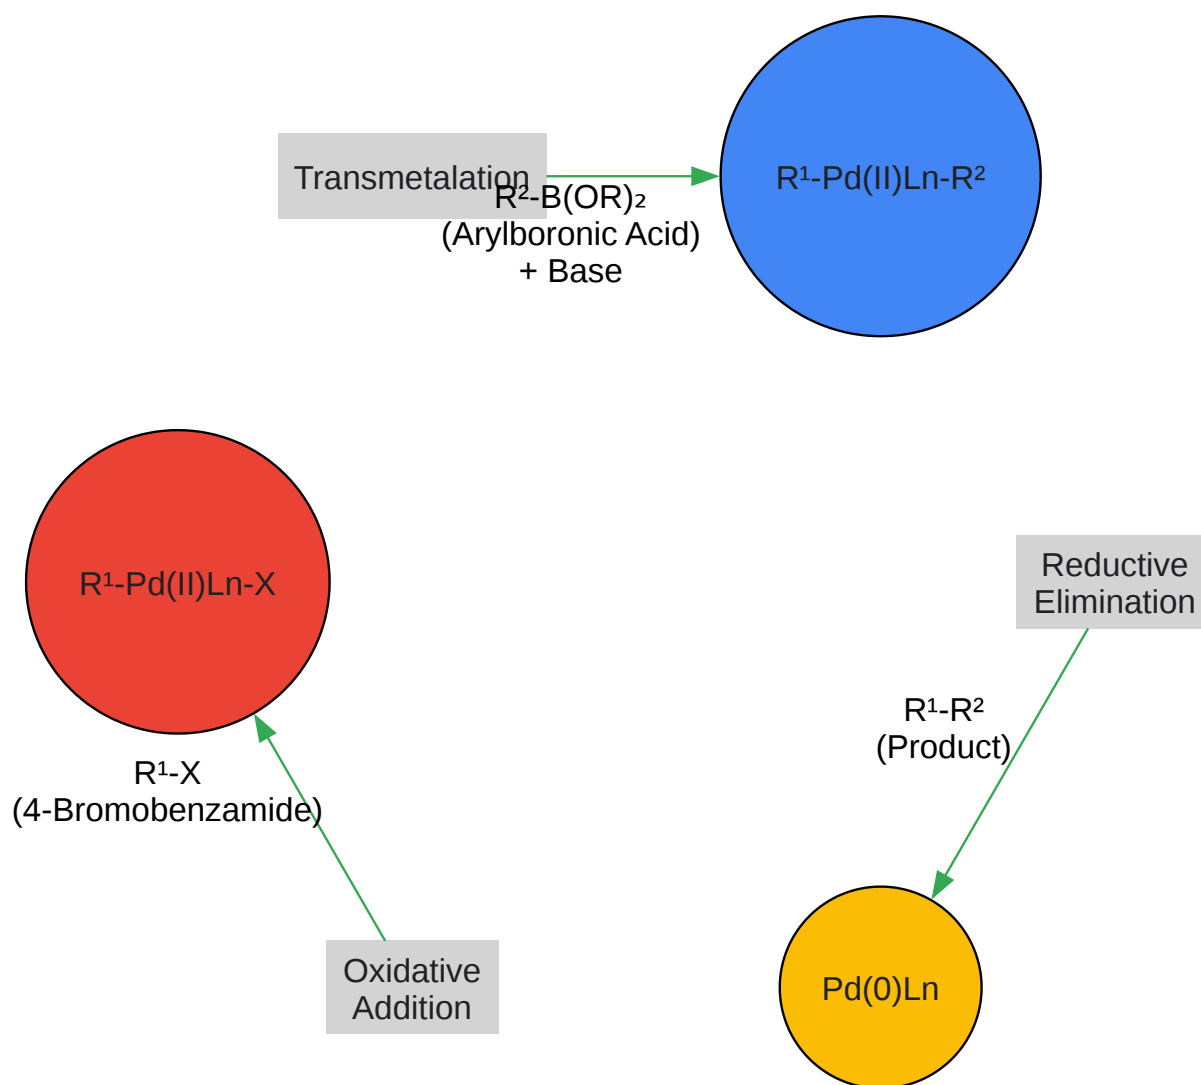 Transmetalation
R¹-Pd(II)Ln-R²
R²-B(OR)₂
(Arylboronic Acid)
+ Base
R¹-Pd(II)Ln-X
Reductive
Elimination
R¹-R²
(Product)
R¹-X
(4-Bromobenzamide)
Oxidative
Addition
Pd(0)Ln